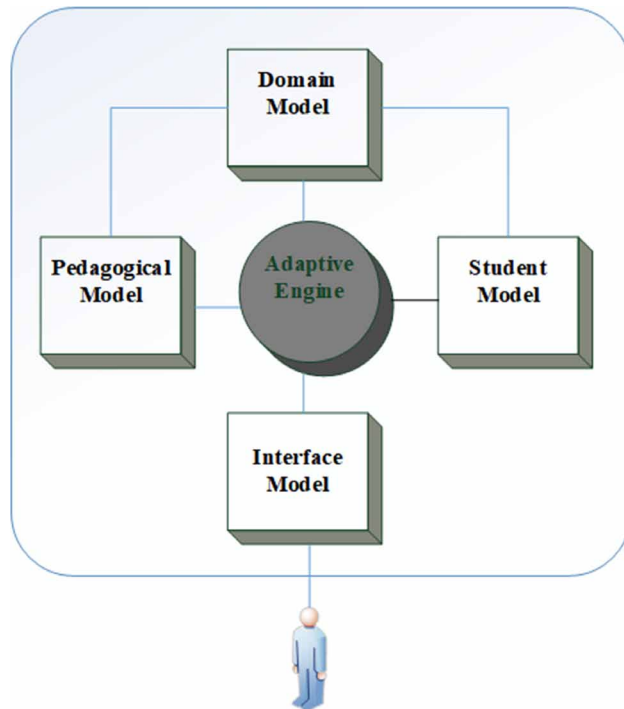 Domain
Model
Pedagogical
Model
Adaptive
Engine
Student
Model
Interface
Model